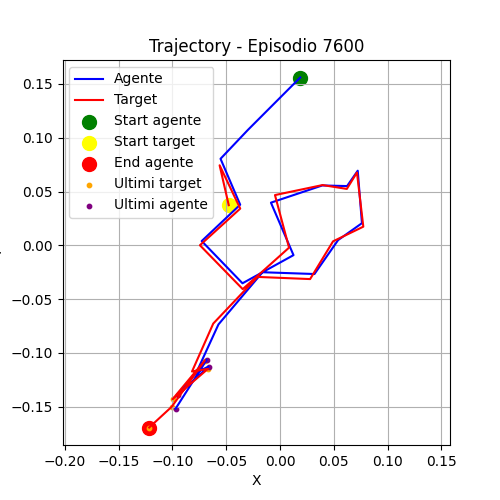 Trajectory - Episodio 7600
Agente
Target
Start agente
Start target
End agente
Ultimi target
Ultimi agente
0.15
0.10
0.05
0.00
−0.05
−0.10
−0.15
−0.20 −0.15 −0.10 −0.05 0.00 0.05 0.10 0.15
X